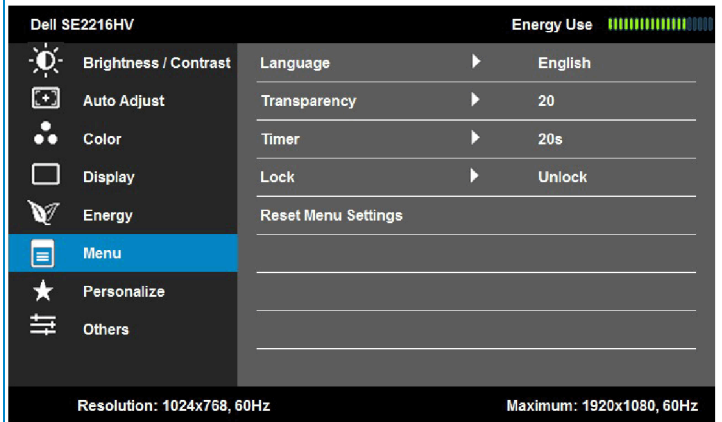 Dell SE2216HV Energy Use
Brightness / Contrast Language English
Auto Adjust Transparency 20
Color Timer 20s
Display Lock Unlock
Energy Reset Menu Settings
Menu
Personalize
Others
Resolution: 1024x768, 60Hz Maximum: 1920x1080, 60Hz